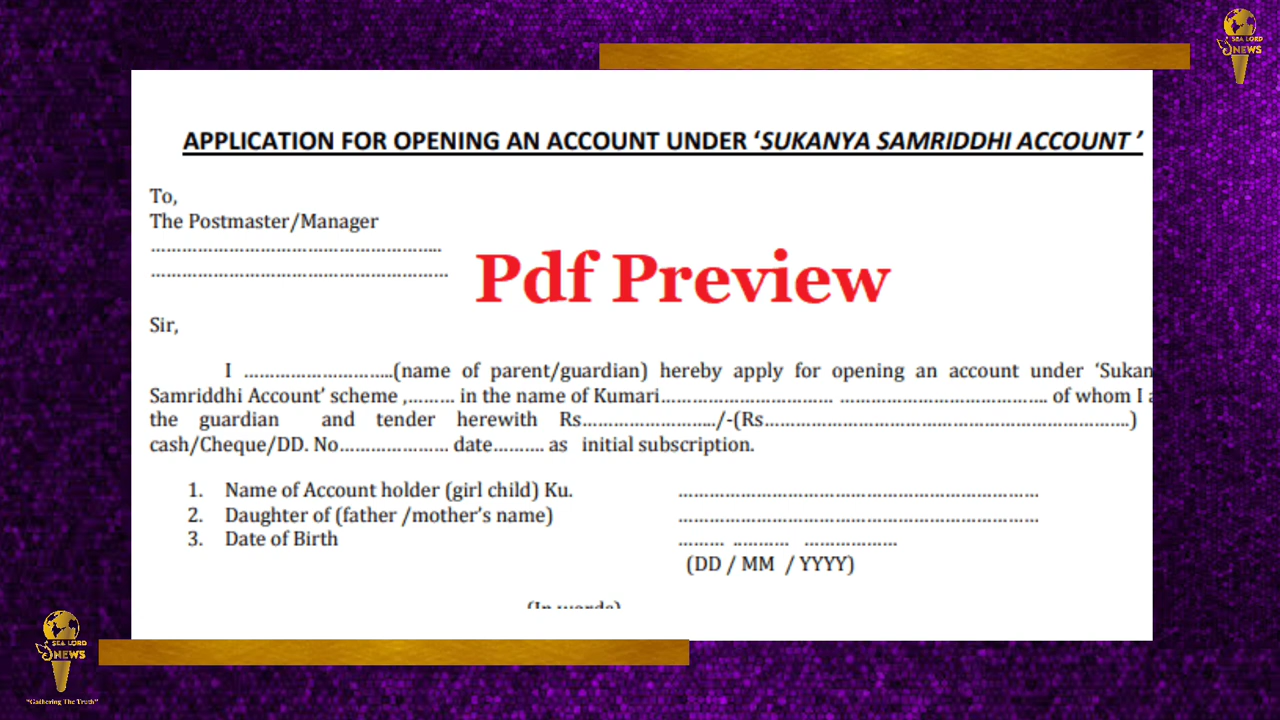 SEA LORD
NEWS
APPLICATION FOR OPENING AN ACCOUNT UNDER ‘SUKANYA SAMRIDDHI ACCOUNT ’
To,
The Postmaster/Manager
…………………………………………………..
……………………………………………………
Pdf Preview
Sir,
I ………………………..(name of parent/guardian) hereby apply for opening an account under ‘Sukan
Samriddhi Account’ scheme ,……… in the name of Kumari…………………………… ………………………………….. of whom I
the guardian and tender herewith Rs……………………../-(Rs……………………………………………………………….)
cash/Cheque/DD. No………………… date………. as initial subscription.
1. Name of Account holder (girl child) Ku. ……………………………………………………………
2. Daughter of (father /mother’s name) ……………………………………………………………
3. Date of Birth ……… .……… ………………
(DD / MM / YYYY)
(In words)
SEA LORD
NEWS
"Gathering The Truth"